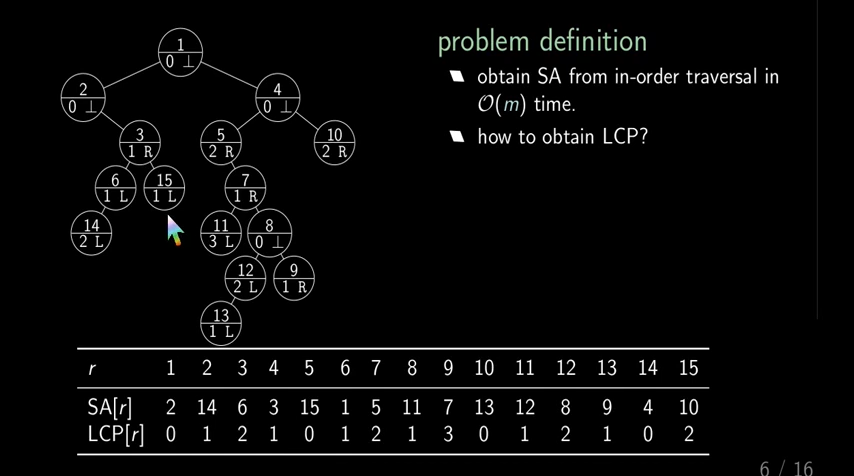 problem definition
obtain SA from in-order traversal in
O(m) time.
how to obtain LCP?
1
0 ⊥
2
0 ⊥
4
0 ⊥
3
1 R
5
2 R
10
2 R
6
1 L
15
1 L
7
1 R
14
2 L
11
3 L
8
0 ⊥
12
2 L
9
1 R
13
1 L
r 1 2 3 4 5 6 7 8 9 10 11 12 13 14 15
SA[r] 2 14 6 3 15 1 5 11 7 13 12 8 9 4 10
LCP[r] 0 1 2 1 0 1 2 1 3 0 1 2 1 0 2
6 / 16